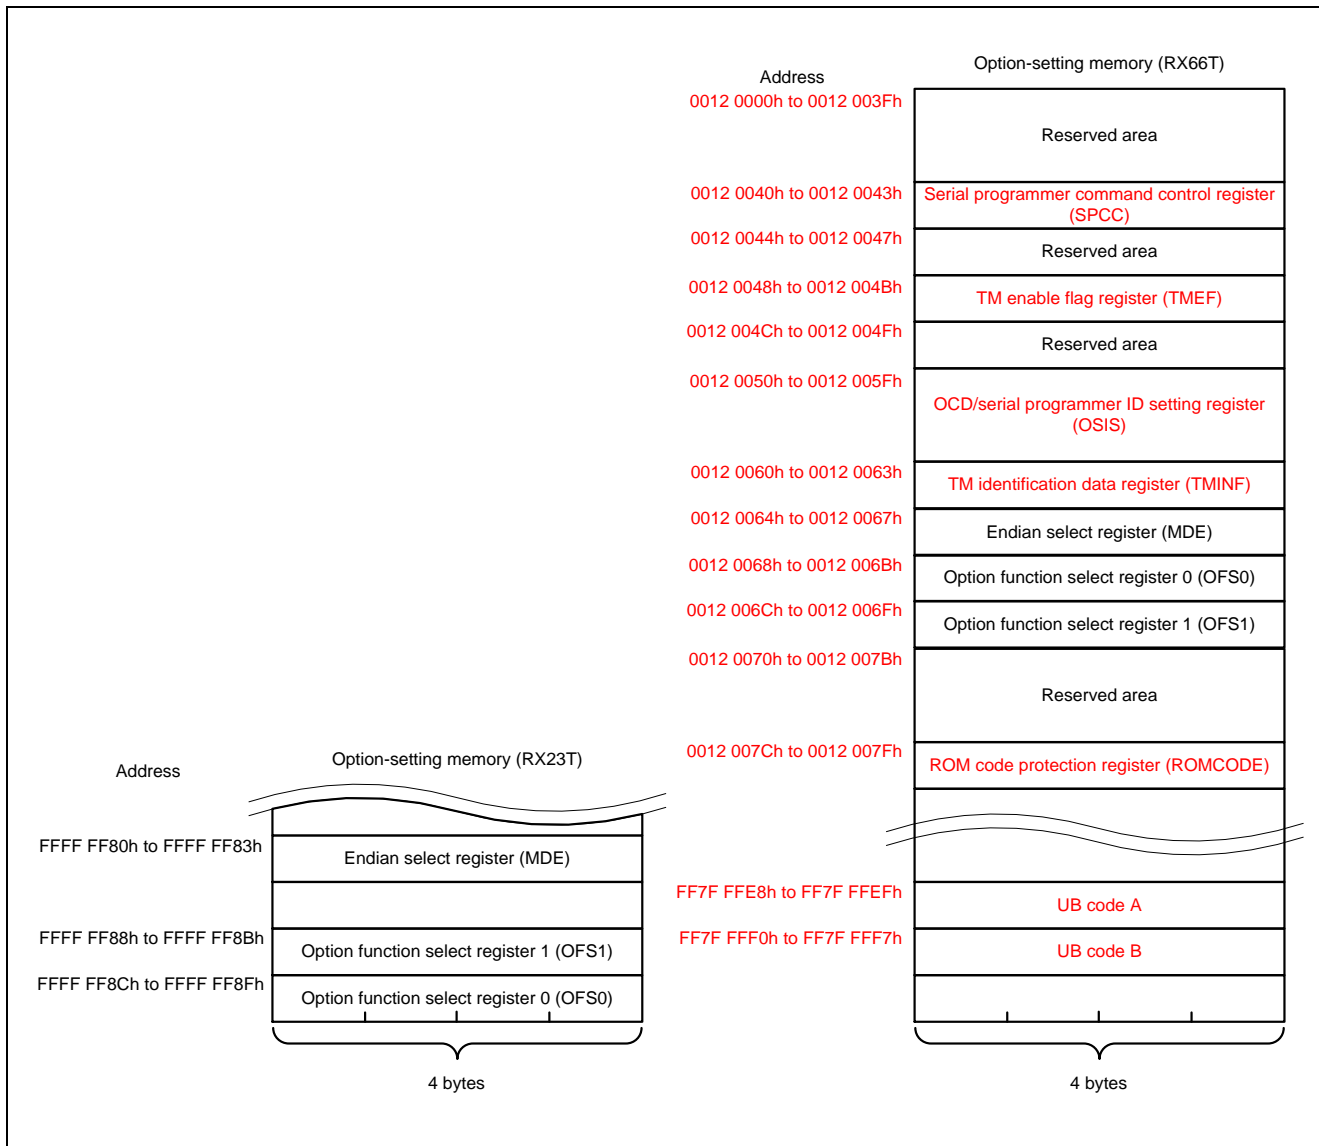 Option-setting memory (RX66T)
Address
0012 0000h to 0012 003Fh
Reserved area
0012 0040h to 0012 0043h
Serial programmer command control register
(SPCC)
0012 0044h to 0012 0047h
Reserved area
0012 0048h to 0012 004Bh
TM enable flag register (TMEF)
0012 004Ch to 0012 004Fh
Reserved area
0012 0050h to 0012 005Fh
OCD/serial programmer ID setting register
(OSIS)
0012 0060h to 0012 0063h
TM identification data register (TMINF)
0012 0064h to 0012 0067h
Endian select register (MDE)
0012 0068h to 0012 006Bh
Option function select register 0 (OFS0)
0012 006Ch to 0012 006Fh
Option function select register 1 (OFS1)
0012 0070h to 0012 007Bh
Reserved area
0012 007Ch to 0012 007Fh
ROM code protection register (ROMCODE)
FF7F FFE8h to FF7F FFEFh
UB code A
FF7F FFF0h to FF7F FFF7h
UB code B
4 bytes
Option-setting memory (RX23T)
Address
FFFF FF80h to FFFF FF83h
Endian select register (MDE)
FFFF FF88h to FFFF FF8Bh
Option function select register 1 (OFS1)
FFFF FF8Ch to FFFF FF8Fh
Option function select register 0 (OFS0)
4 bytes